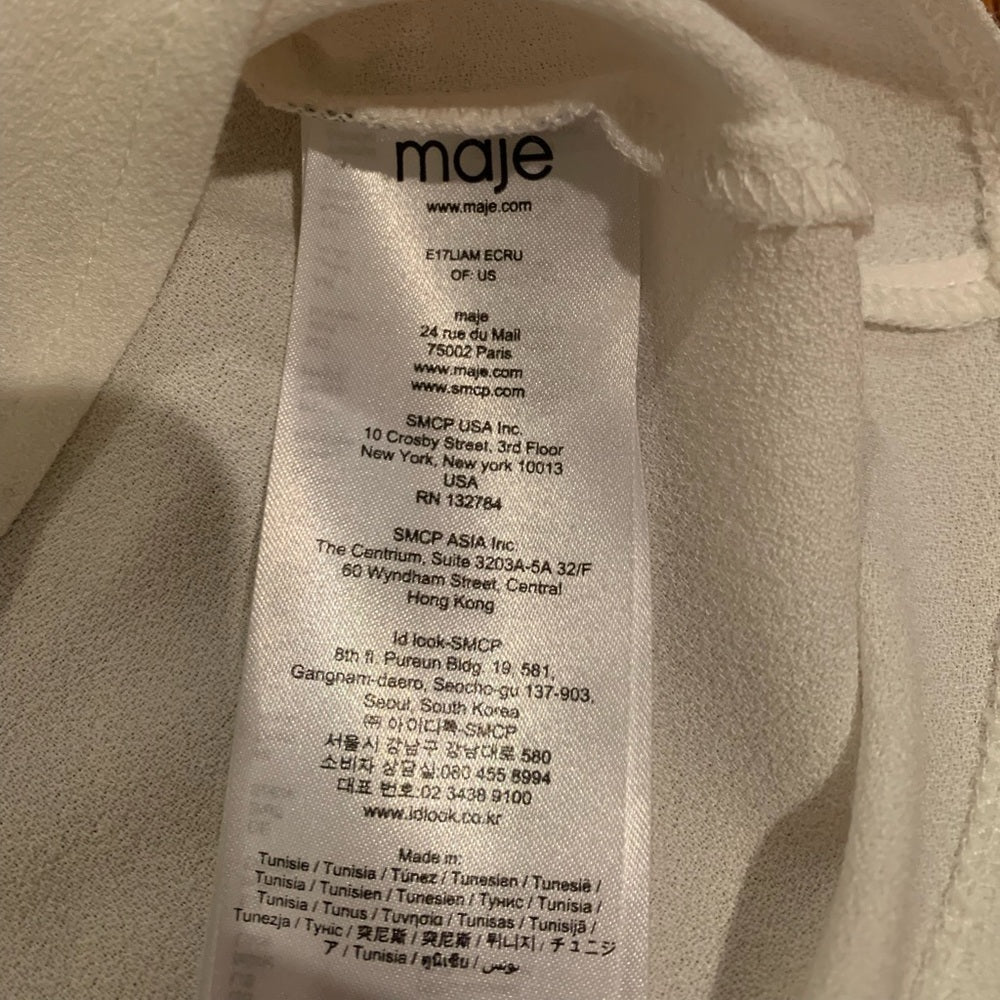 maje
www.maje.com
E17LIAM ECRU
OF: US
maje
24 rue du Mail
75002 Paris
www.maje.com
www.smcp.com
SMCP USA Inc.
10 Crosby Street, 3rd Floor
New York, New york 10013
USA
RN 132784
SMCP ASIA Inc.
The Centrium, Suite 3203A-5A 32/F
60 Wyndham Street, Central
Hong Kong
Id look-SMCP
8th fl. Pureun Bldg. 19, 581,
Gangnam-daero, Seocho-gu 137-903,
Seoul, South Korea
㈜ 아이디룩-SMCP
서울시 강남구 강남대로 580
소비자 상담실:080 455 8994
대표 번호:02 3438 9100
www.idlook.co.kr
Made in:
Tunisie / Tunisia / Túnez / Tunesien / Tunesië /
Tunisia / Tunisien / Tunesien / Тунис / Tunisia /
Tunisia / Tunus / Τυνησία / Tunisas / Tunisijā /
Tunezja / Туніс / 突尼斯 / 突尼斯 / 튀니지 / チュニジ
ア / Tunisia / ตูนิเซีย / تونس